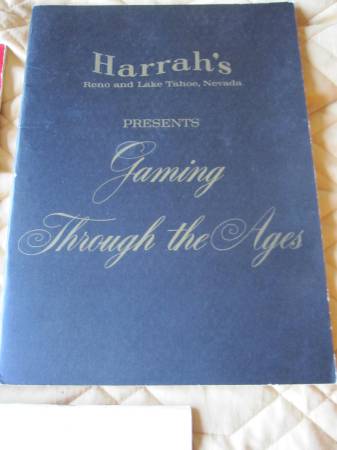 Harrah's
Reno and Lake Tahoe, Nevada
PRESENTS
Gaming
Through the Ages